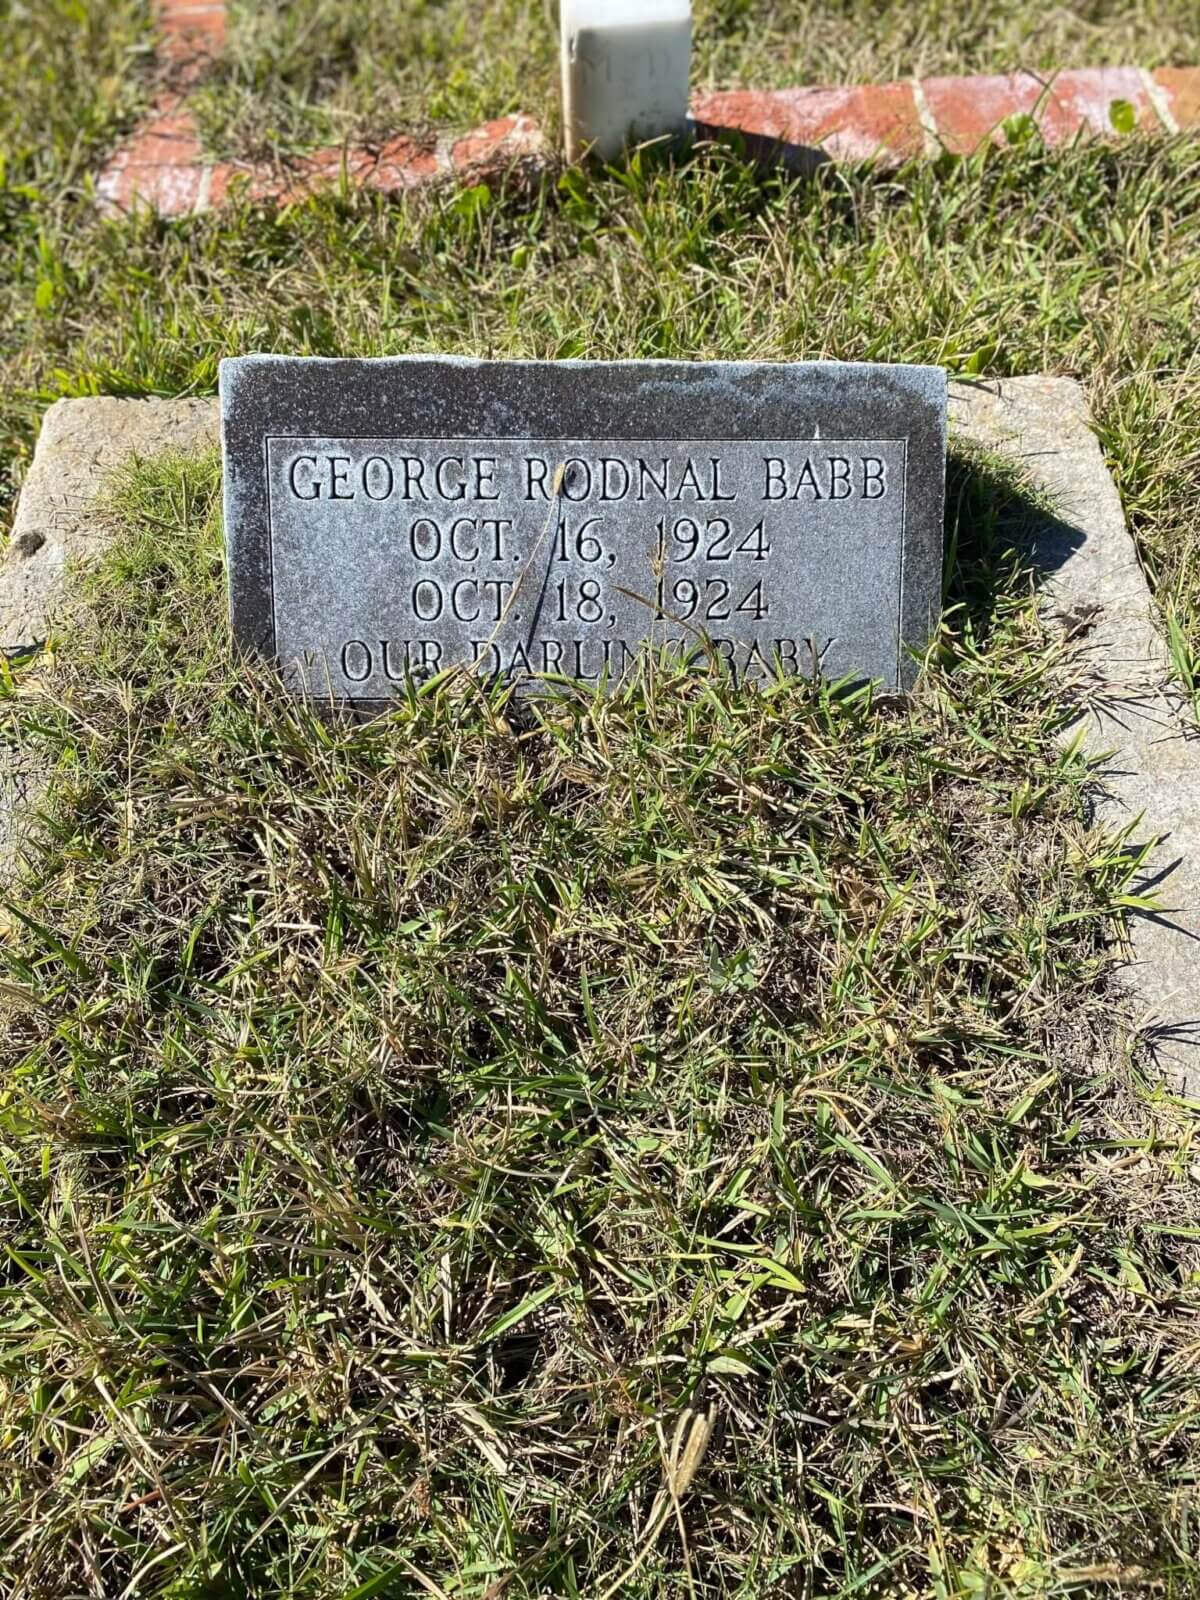 GEORGE RODNAL BABB
OCT. 16, 1924
OCT. 18, 1924
OUR DARLING BABY